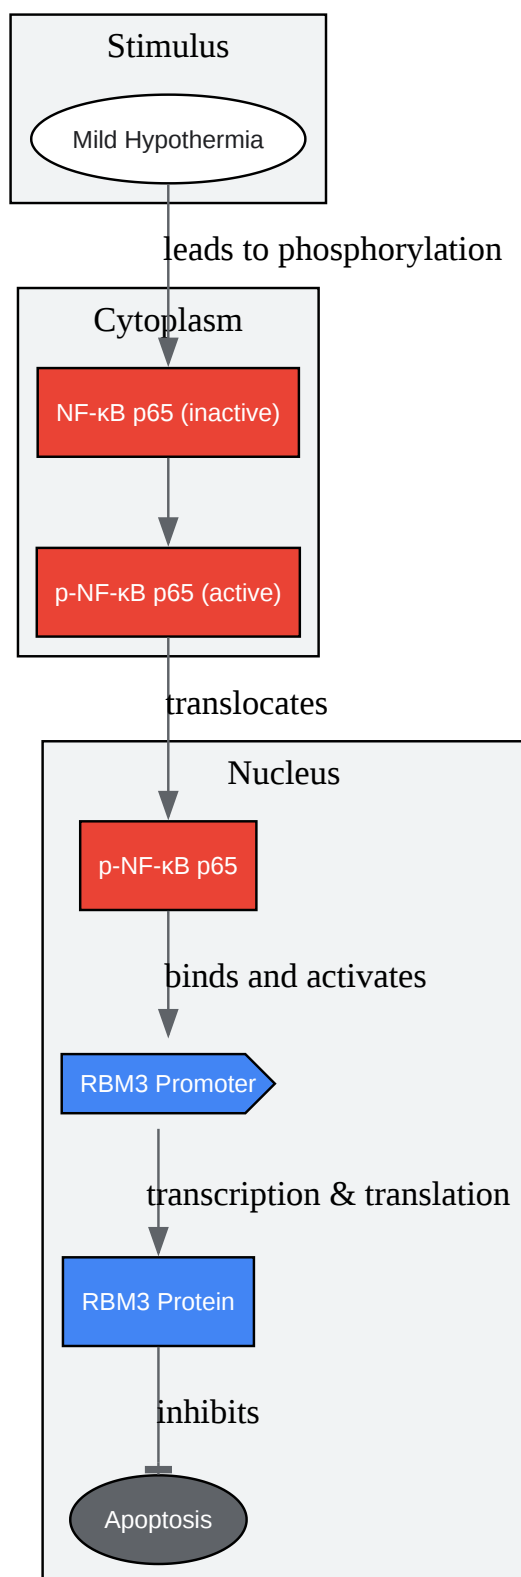 Stimulus
Mild Hypothermia
leads to phosphorylation
Cytoplasm
NF-κB p65 (inactive)
p-NF-κB p65 (active)
translocates
Nucleus
p-NF-κB p65
binds and activates
RBM3 Promoter
transcription & translation
RBM3 Protein
inhibits
Apoptosis